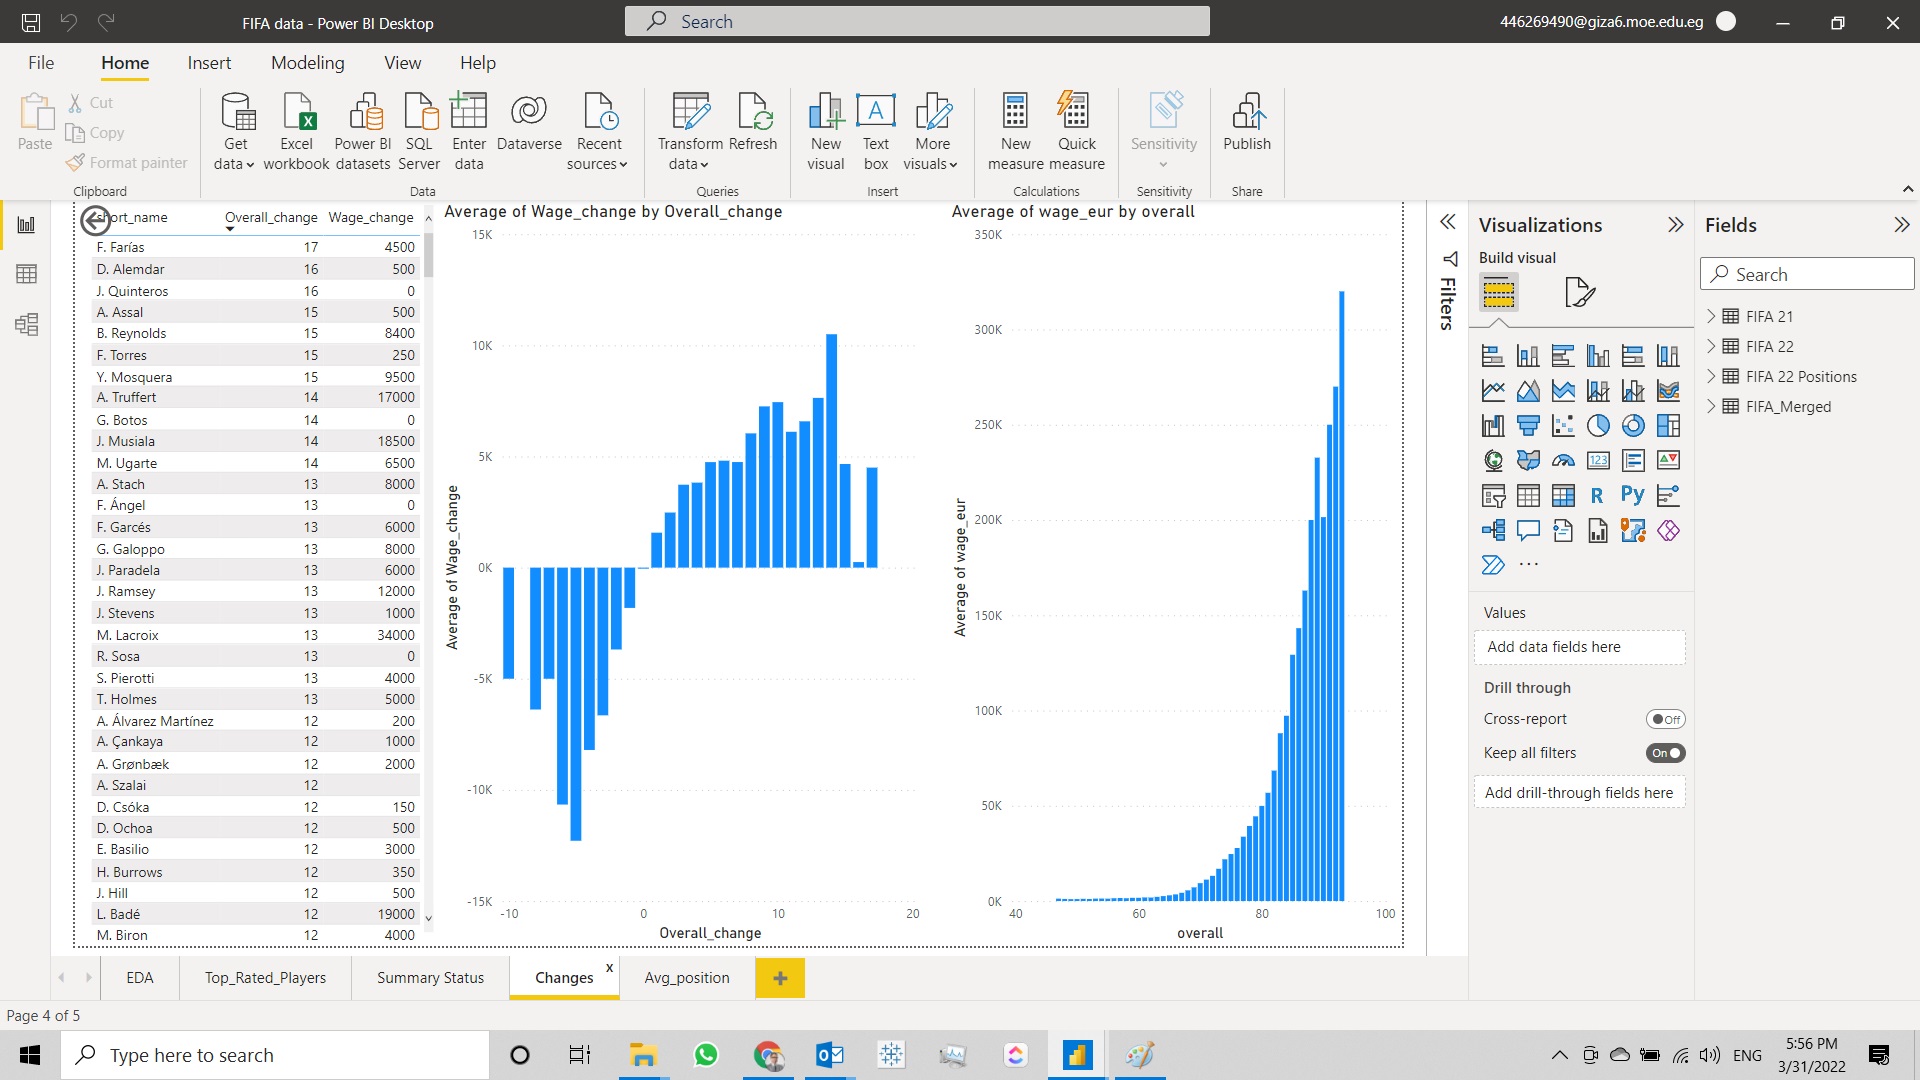 FIFA data - Power BI Desktop
Search
446269490@giza6.moe.edu.eg
File Home Insert Modeling View Help
Paste
Cut
Copy
Format painter
Clipboard
Get data
Excel workbook
Power BI datasets
SQL Server
Enter data
Dataverse
Recent sources
Data
Transform data
Refresh
Queries
New visual
Text box
More visuals
Insert
New measure
Quick measure
Calculations
Sensitivity
Sensitivity
Publish
Share
short_name Overall_change Wage_change
F. Farías 17 4500
D. Alemdar 16 500
J. Quinteros 16 0
A. Assal 15 500
B. Reynolds 15 8400
F. Torres 15 250
Y. Mosquera 15 9500
A. Truffert 14 17000
G. Botos 14 0
J. Musiala 14 18500
M. Ugarte 14 6500
A. Stach 13 8000
F. Ángel 13 0
F. Garcés 13 6000
G. Galoppo 13 8000
J. Paradela 13 6000
J. Ramsey 13 12000
J. Stevens 13 1000
M. Lacroix 13 34000
R. Sosa 13 0
S. Pierotti 13 4000
T. Holmes 13 5000
A. Álvarez Martínez 12 200
A. Çankaya 12 1000
A. Grønbæk 12 2000
A. Szalai 12
D. Csóka 12 150
D. Ochoa 12 500
E. Basilio 12 3000
H. Burrows 12 350
J. Hill 12 500
L. Badé 12 19000
M. Biron 12 4000
Average of Wage_change by Overall_change
15K
10K
5K
0K
-5K
-10K
-15K
Average of Wage_change
-10 0 10 20
Overall_change
Average of wage_eur by overall
350K
300K
250K
200K
150K
100K
50K
0K
Average of wage_eur
40 60 80 100
overall
Filters
Visualizations
Build visual
123
R
Py
...
Values
Add data fields here
Drill through
Cross-report
Off
Keep all filters
On
Add drill-through fields here
Fields
Search
FIFA 21
FIFA 22
FIFA 22 Positions
FIFA_Merged
EDA Top_Rated_Players Summary Status Changes x Avg_position +
Page 4 of 5
Type here to search
ENG
5:56 PM
3/31/2022